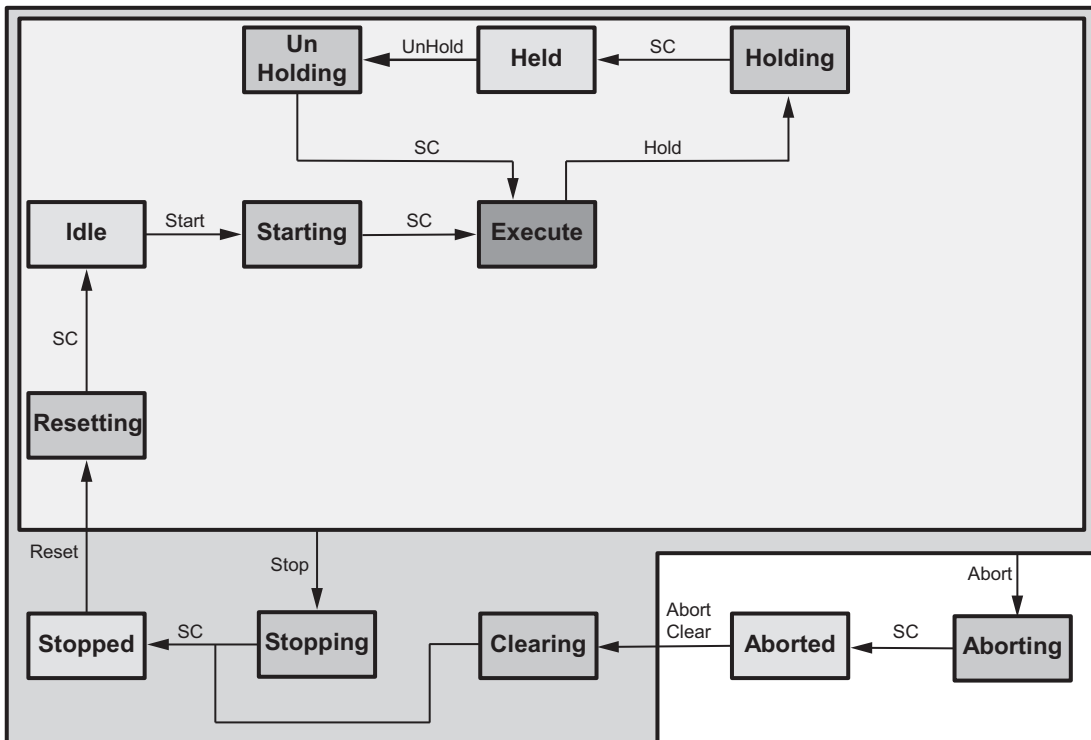 Un
Holding
UnHold
Held
SC
Holding
SC
Hold
Idle
Start
Starting
SC
Execute
SC
Resetting
Reset
Stop
Abort
Stopped
SC
Stopping
Clearing
Abort
Clear
Aborted
SC
Aborting